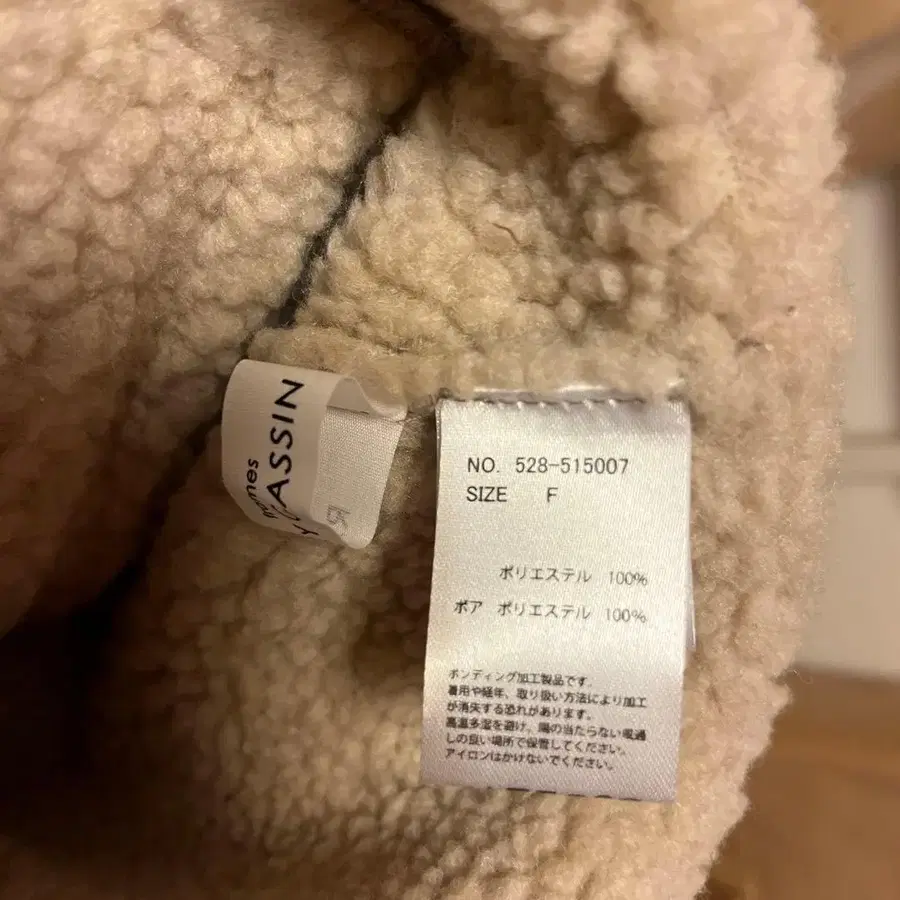 homes
ASSIN
NO. 528-515007
SIZE F
ポリエステル 100%
ボア ポリエステル 100%
ボンディング加工製品です。
着用や経年、取り扱い方法により加工
が消失する恐れがあります。
高温多湿を避け、陽の当たらない風通
しの良い場所で保管してください。
アイロンはかけないでください。